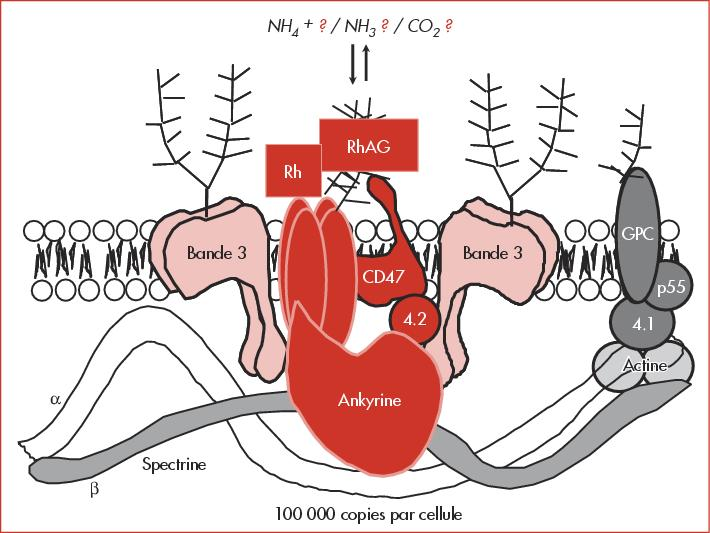 NH4 + ? / NH3 ? / CO2 ?
RhAG
Rh
GPC
Bande 3
Bande 3
CD47
p55
4.2
4.1
Actine
α
Ankyrine
Spectrine
β
100 000 copies par cellule